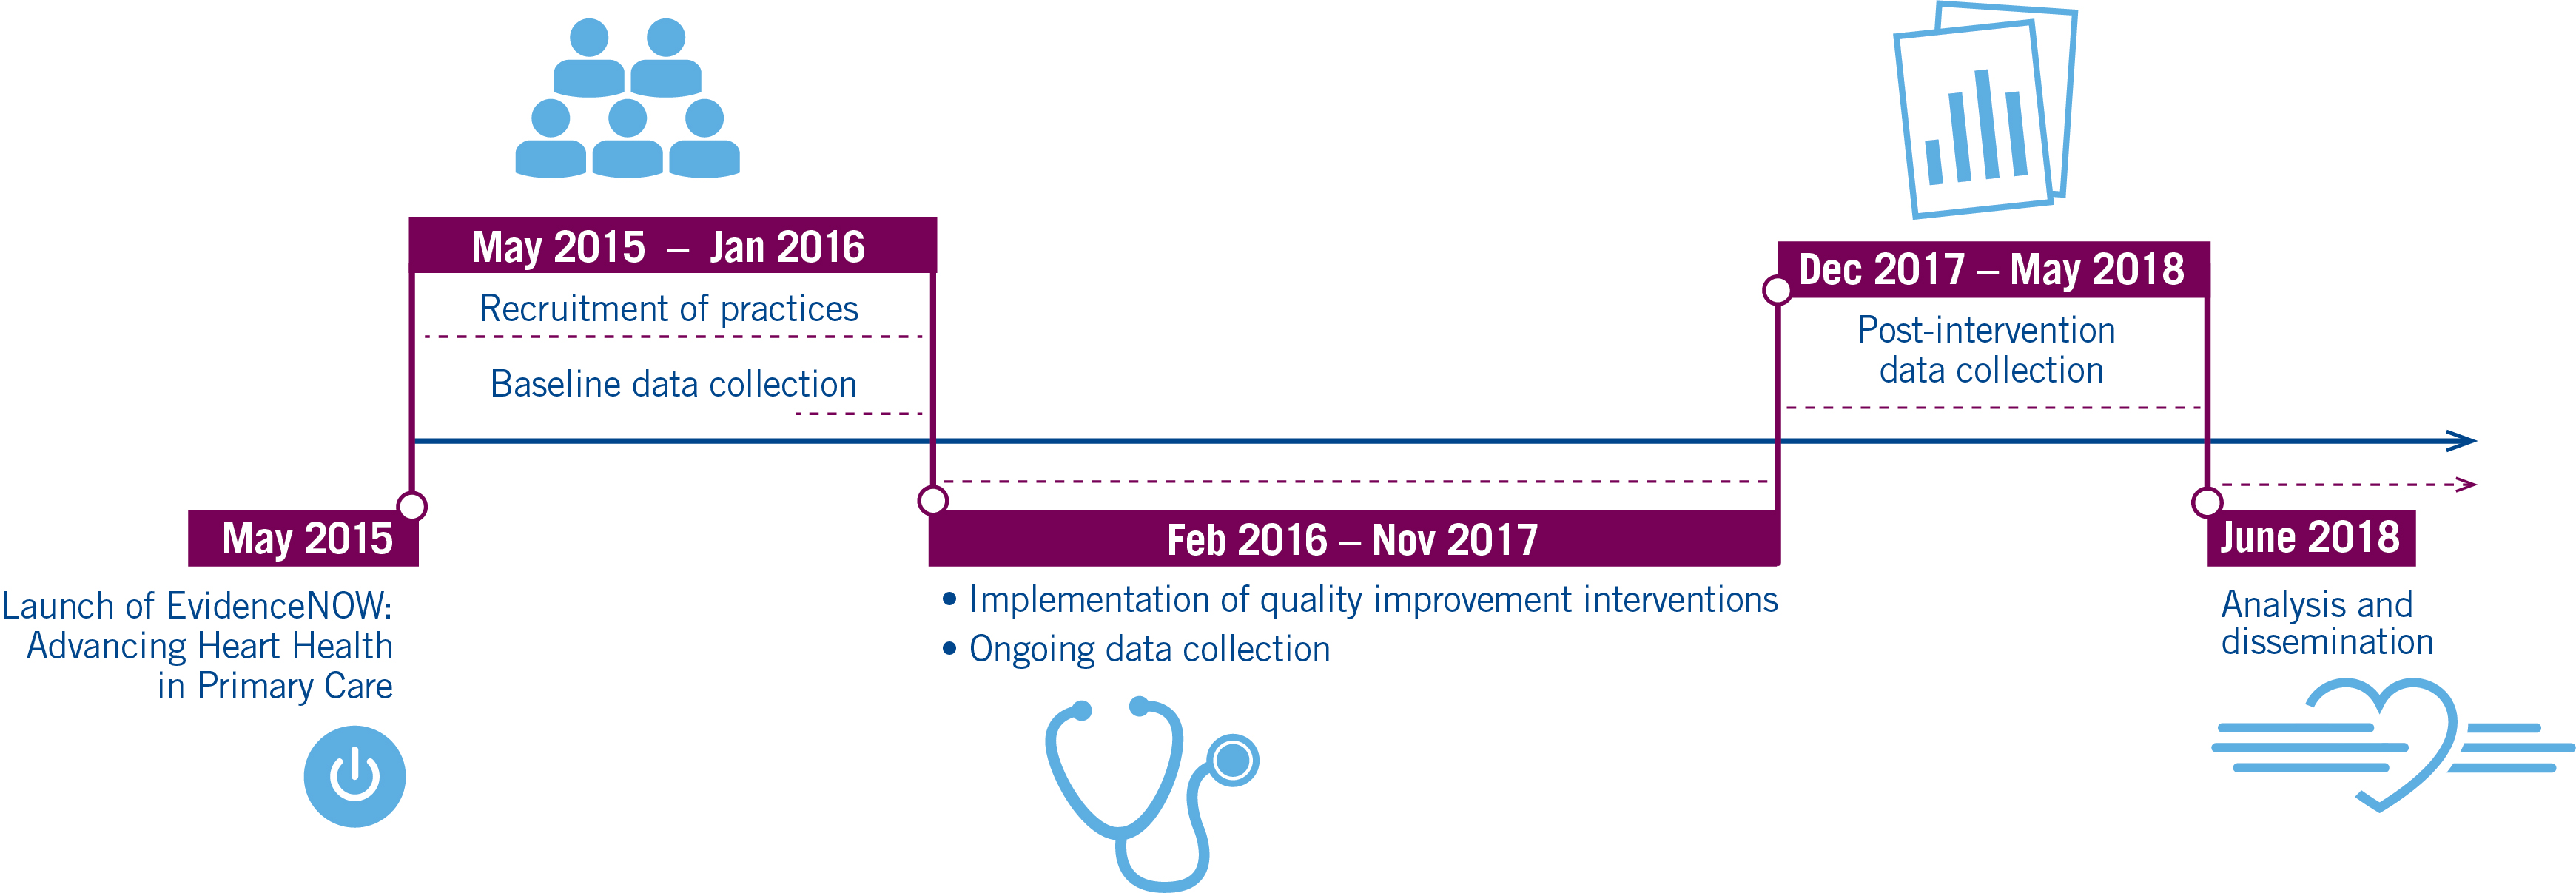 May 2015 – Jan 2016
Recruitment of practices
Baseline data collection
Dec 2017 – May 2018
Post-intervention
data collection
May 2015
Launch of EvidenceNOW:
Advancing Heart Health
in Primary Care
Feb 2016 – Nov 2017
• Implementation of quality improvement interventions
• Ongoing data collection
June 2018
Analysis and
dissemination